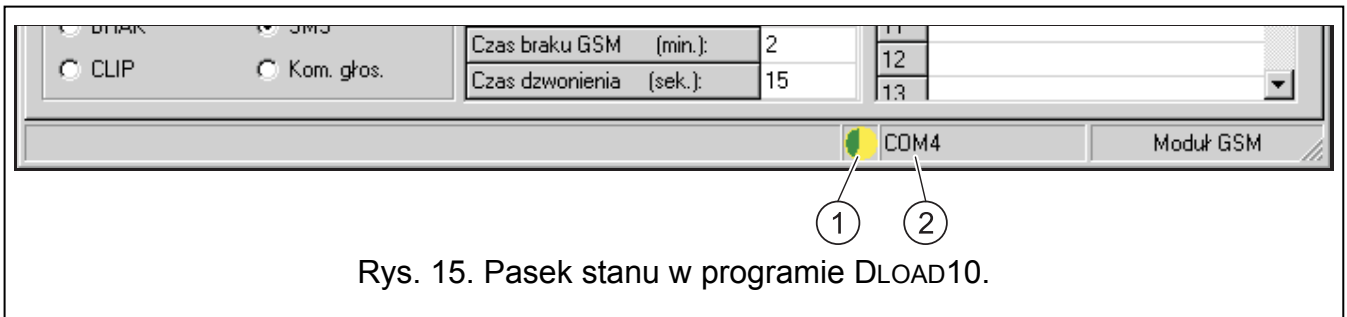 Czas braku GSM (min.): 2
12
CLIP Kom. głos. Czas dzwonienia (sek.): 15
13
COM4 Moduł GSM
1 2
Rys. 15. Pasek stanu w programie DLOAD10.